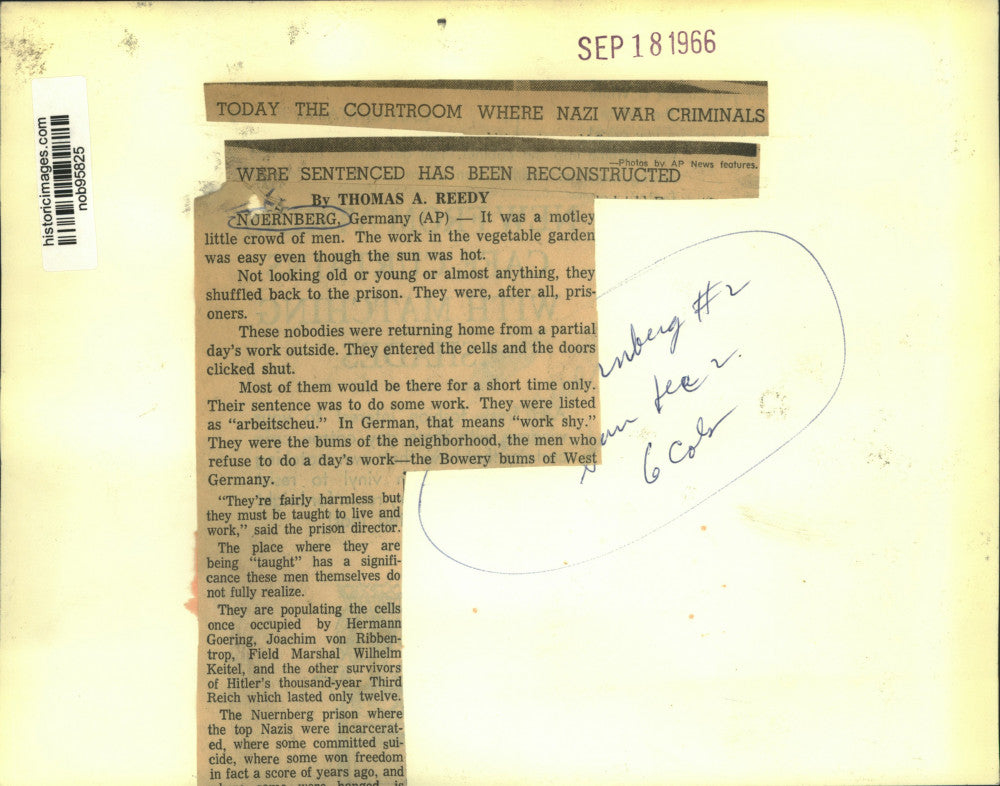 SEP 18 1966
historicimages.com
nob95825
TODAY THE COURTROOM WHERE NAZI WAR CRIMINALS
—Photos by AP News features.
WERE SENTENCED HAS BEEN RECONSTRUCTED
By THOMAS A. REEDY
NUERNBERG, Germany (AP) — It was a motley
little crowd of men. The work in the vegetable garden
was easy even though the sun was hot.
Not looking old or young or almost anything, they
shuffled back to the prison. They were, after all, pris-
oners.
These nobodies were returning home from a partial
day's work outside. They entered the cells and the doors
clicked shut.
Most of them would be there for a short time only.
Their sentence was to do some work. They were listed
as "arbeitscheu." In German, that means "work shy."
They were the bums of the neighborhood, the men who
refuse to do a day's work—the Bowery bums of West
Germany.
"They're fairly harmless but
they must be taught to live and
work," said the prison director.
The place where they are
being "taught" has a signifi-
cance these men themselves do
not fully realize.
They are populating the cells
once occupied by Hermann
Goering, Joachim von Ribben-
trop, Field Marshal Wilhelm
Keitel, and the other survivors
of Hitler's thousand-year Third
Reich which lasted only twelve.
The Nuernberg prison where
the top Nazis were incarcerat-
ed, where some committed sui-
cide, where some won freedom
in fact a score of years ago, and
some were hanged, is
rnberg #2
sec 2
6 Cols